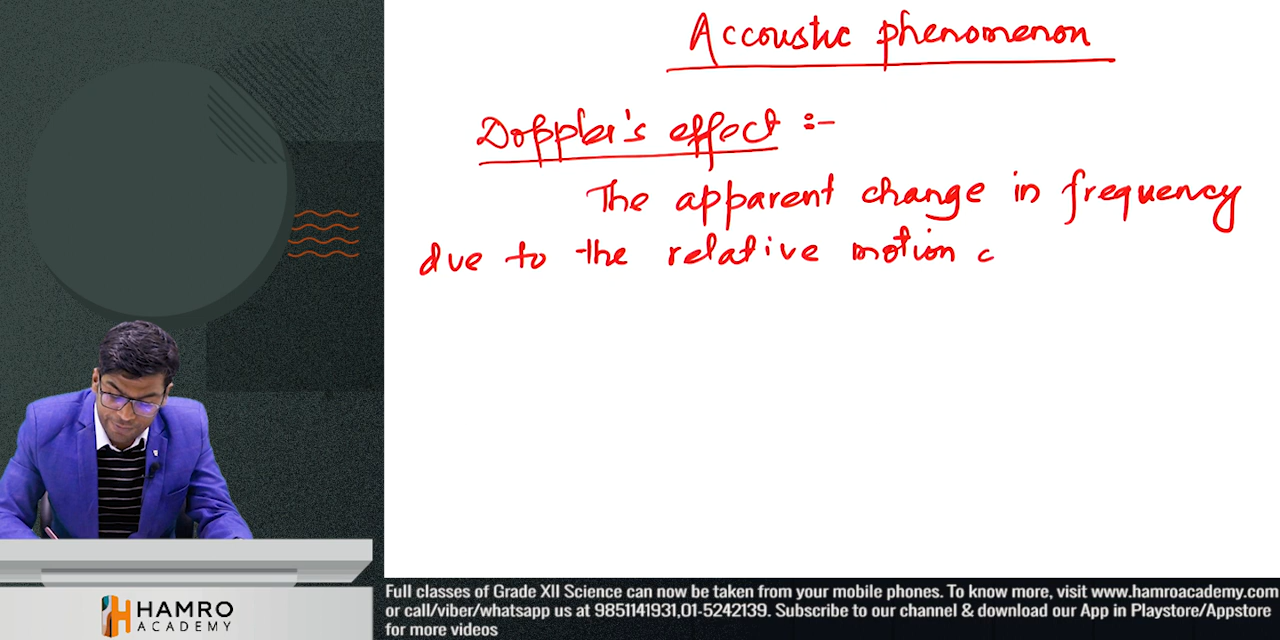 Accoustic phenomenon
Doppler's effect :-
The apparent change in frequency
due to the relative motion c
HAMRO
ACADEMY
Full classes of Grade XII Science can now be taken from your mobile phones. To know more, visit www.hamroacademy.com
or call/viber/whatsapp us at 9851141931,01-5242139. Subscribe to our channel & download our App in Playstore/Appstore
for more videos